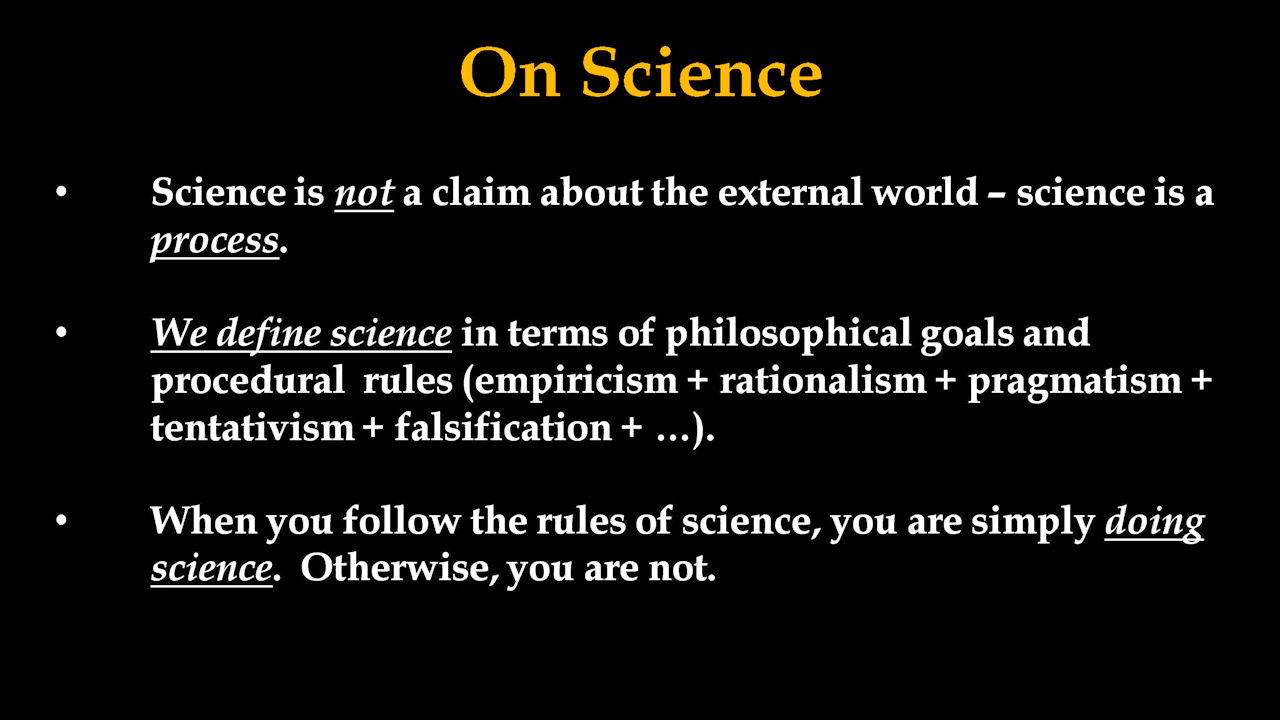 On Science
• Science is not a claim about the external world – science is a
process.
• We define science in terms of philosophical goals and
procedural  rules (empiricism + rationalism + pragmatism +
tentativism + falsification + …).
• When you follow the rules of science, you are simply doing
science.  Otherwise, you are not.